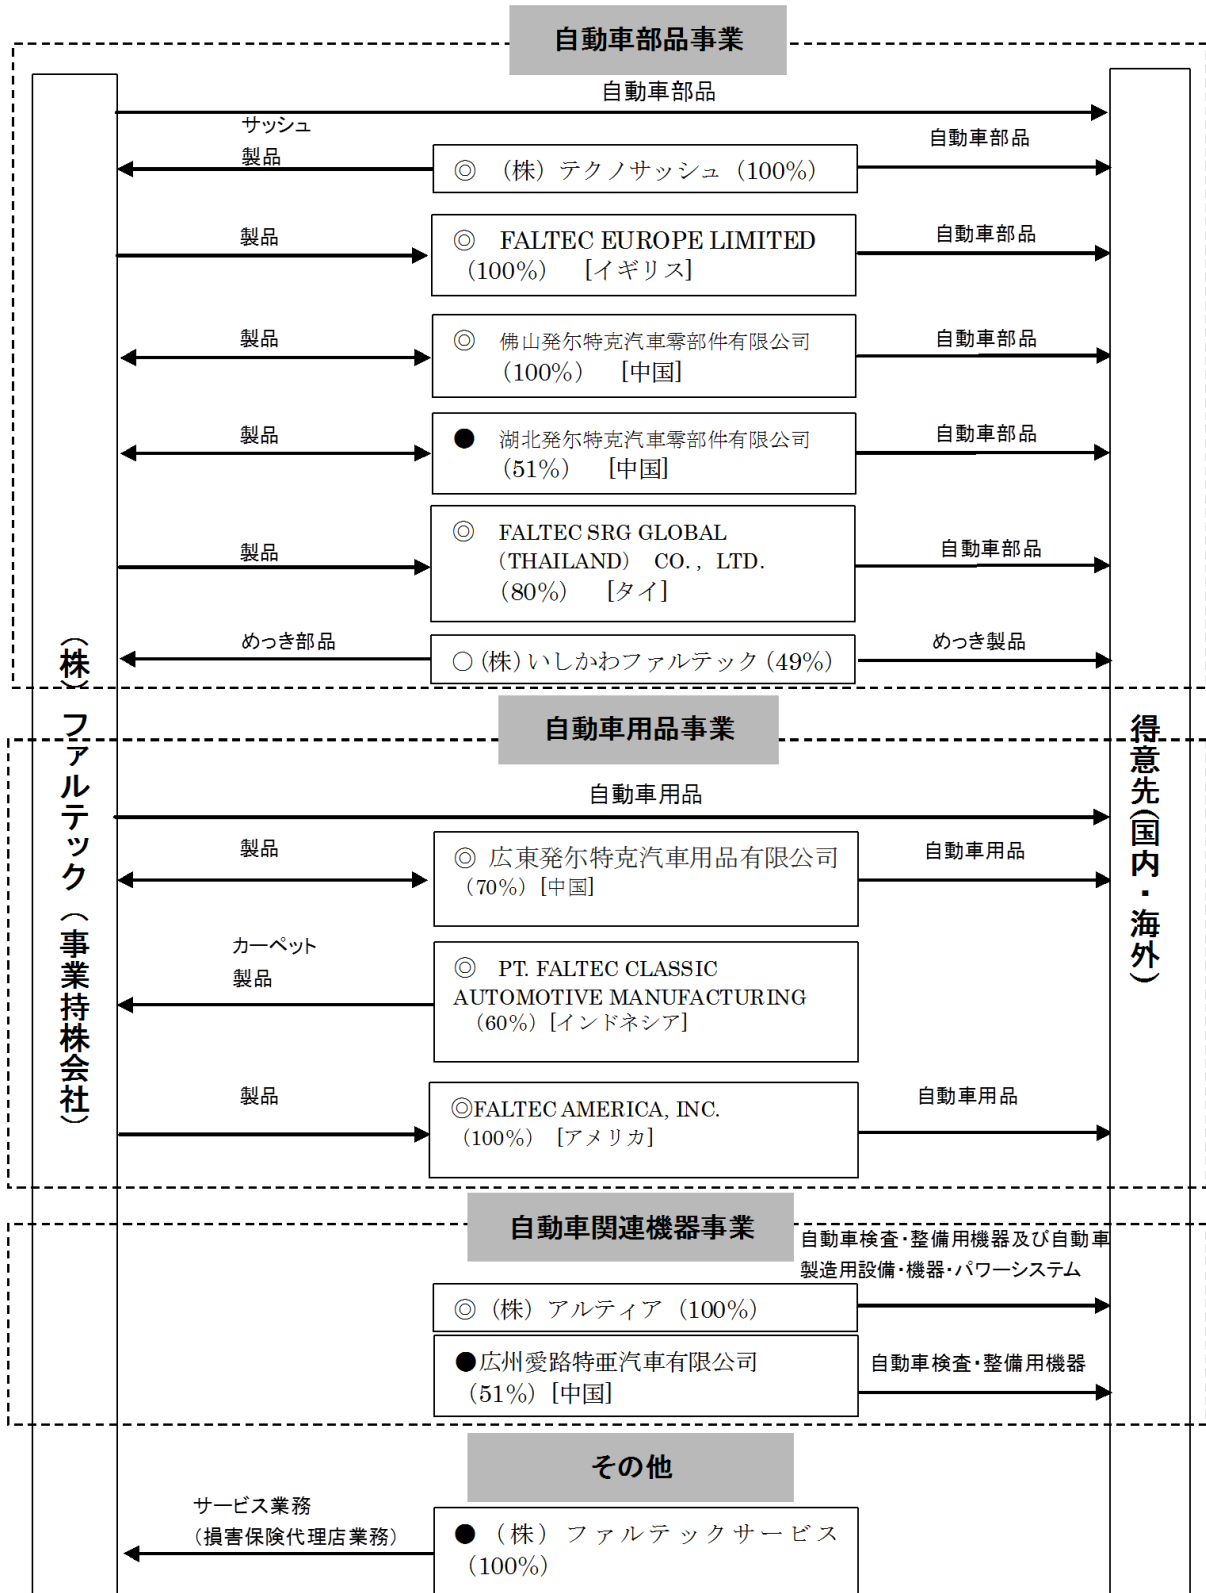 自動車部品事業
自動車部品
サッシュ
製品
◎ (株) テクノサッシュ (100%)
自動車部品
製品
◎ FALTEC EUROPE LIMITED
(100%) [イギリス]
自動車部品
製品
◎ 佛山発尓特克汽車零部件有限公司
(100%) [中国]
自動車部品
製品
● 湖北発尓特克汽車零部件有限公司
(51%) [中国]
自動車部品
製品
◎ FALTEC SRG GLOBAL
(THAILAND) CO., LTD.
(80%) [タイ]
自動車部品
めっき部品
○(株)いしかわファルテック(49%)
めっき製品
(株)ファルテック(事業持株会社)
得意先(国内・海外)
自動車用品事業
自動車用品
製品
◎ 広東発尓特克汽車用品有限公司
(70%) [中国]
自動車用品
カーペット
製品
◎ PT. FALTEC CLASSIC
AUTOMOTIVE MANUFACTURING
(60%) [インドネシア]
製品
◎FALTEC AMERICA, INC.
(100%) [アメリカ]
自動車用品
自動車関連機器事業
自動車検査・整備用機器及び自動車
製造用設備・機器・パワーシステム
◎ (株) アルティア (100%)
●広州愛路特亜汽車有限公司
(51%) [中国]
自動車検査・整備用機器
その他
サービス業務
(損害保険代理店業務)
● (株) ファルテックサービス
(100%)